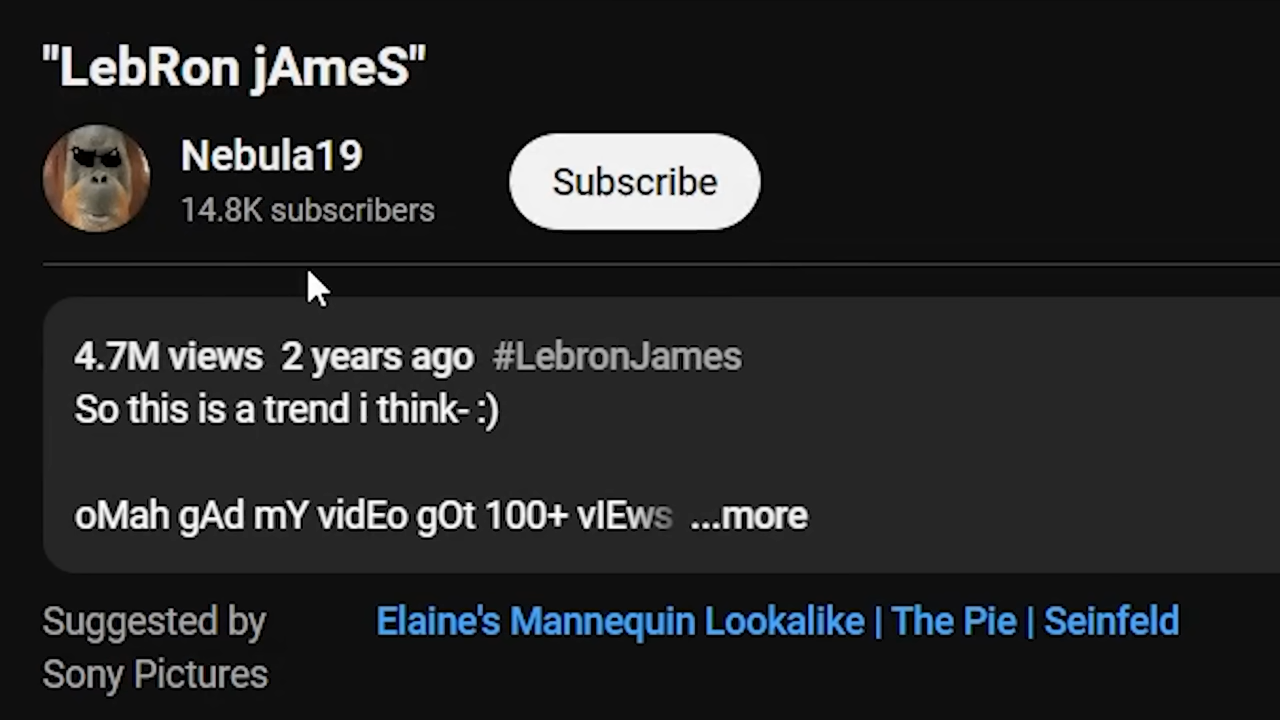 "LebRon jAmeS"
Nebula19
14.8K subscribers
Subscribe
4.7M views 2 years ago #LebronJames
So this is a trend i think- :)
oMah gAd mY vidEo gOt 100+ vIEws ...more
Suggested by
Sony Pictures
Elaine's Mannequin Lookalike | The Pie | Seinfeld